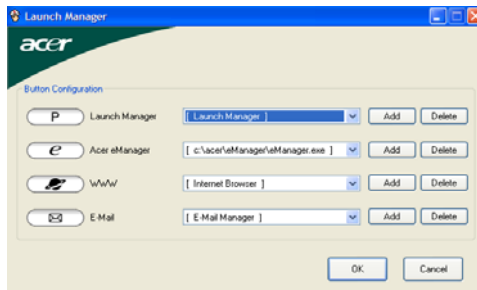 Launch Manager
acer
Button Configuration
P Launch Manager [ Launch Manager ] Add Delete
e Acer eManager [ c:\acer\eManager\eManager.exe ] Add Delete
WWW [ Internet Browser ] Add Delete
E-Mail [ E-Mail Manager ] Add Delete
OK Cancel